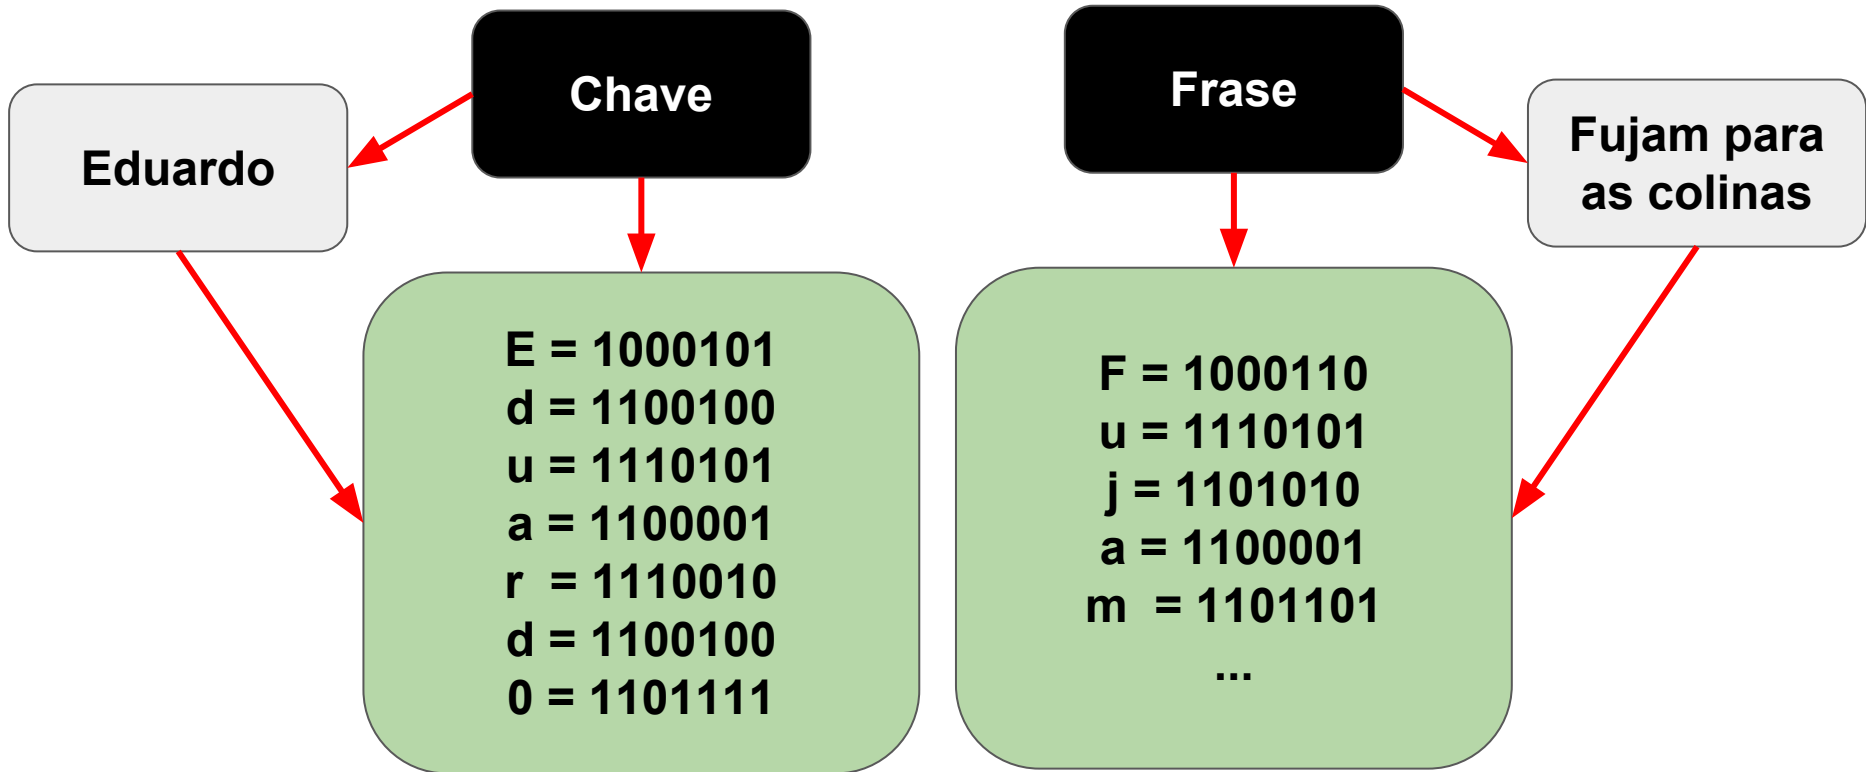 Chave
Eduardo
E = 1000101
d = 1100100
u = 1110101
a = 1100001
r = 1110010
d = 1100100
0 = 1101111
Frase
Fujam para
as colinas
F = 1000110
u = 1110101
j = 1101010
a = 1100001
m = 1101101
...